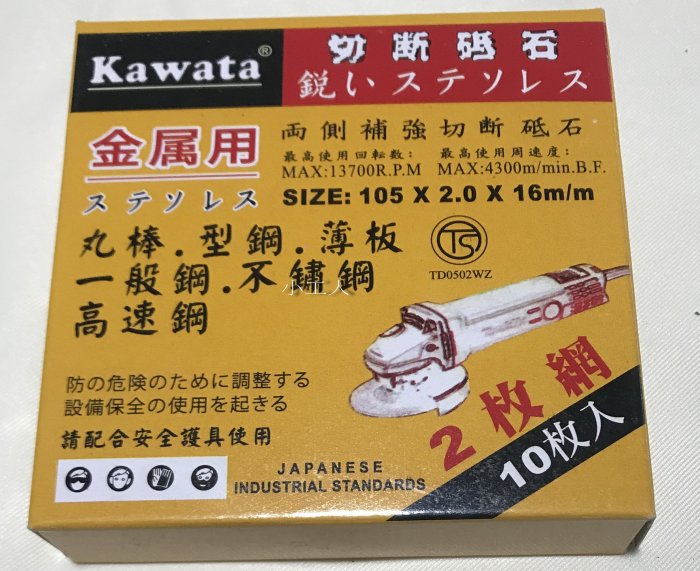 Kawata®
切断砥石
鋭いステソレス
金属用
ステソレス
両側補強切断砥石
最高使用回転数: 最高使用周速度:
MAX:13700R.P.M MAX:4300m/min.B.F.
SIZE: 105 X 2.0 X 16m/m
丸棒.型鋼.薄板
一般鋼.不鏽鋼
高速鋼
小工人
TD0502WZ
防の危険のために調整する
設備保全の使用を起きる
請配合安全護具使用
JAPANESE
INDUSTRIAL STANDARDS
2枚網
10枚入